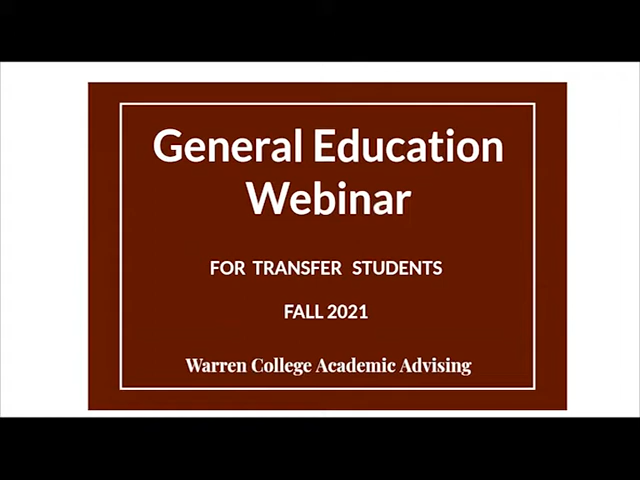 General Education
Webinar
FOR TRANSFER STUDENTS
FALL 2021
Warren College Academic Advising